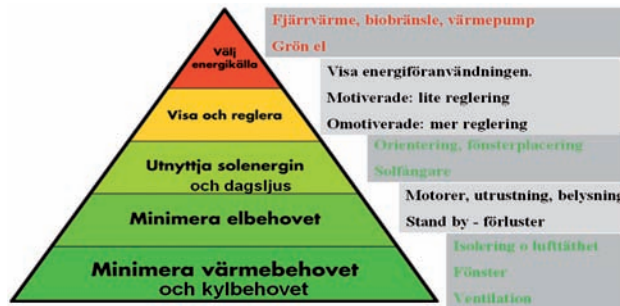 Välj
energikälla
Fjärrvärme, biobränsle, värmepump
Grön el
Visa och reglera
Visa energiföranvändningen.
Motiverade: lite reglering
Omotiverade: mer reglering
Utnyttja solenergin
och dagsljus
Orientering, fönsterplacering
Solfångare
Minimera elbehovet
Motorer, utrustning, belysning
Stand by - förluster
Minimera värmebehovet
och kylbehovet
Isolering o lufttäthet
Fönster
Ventilation